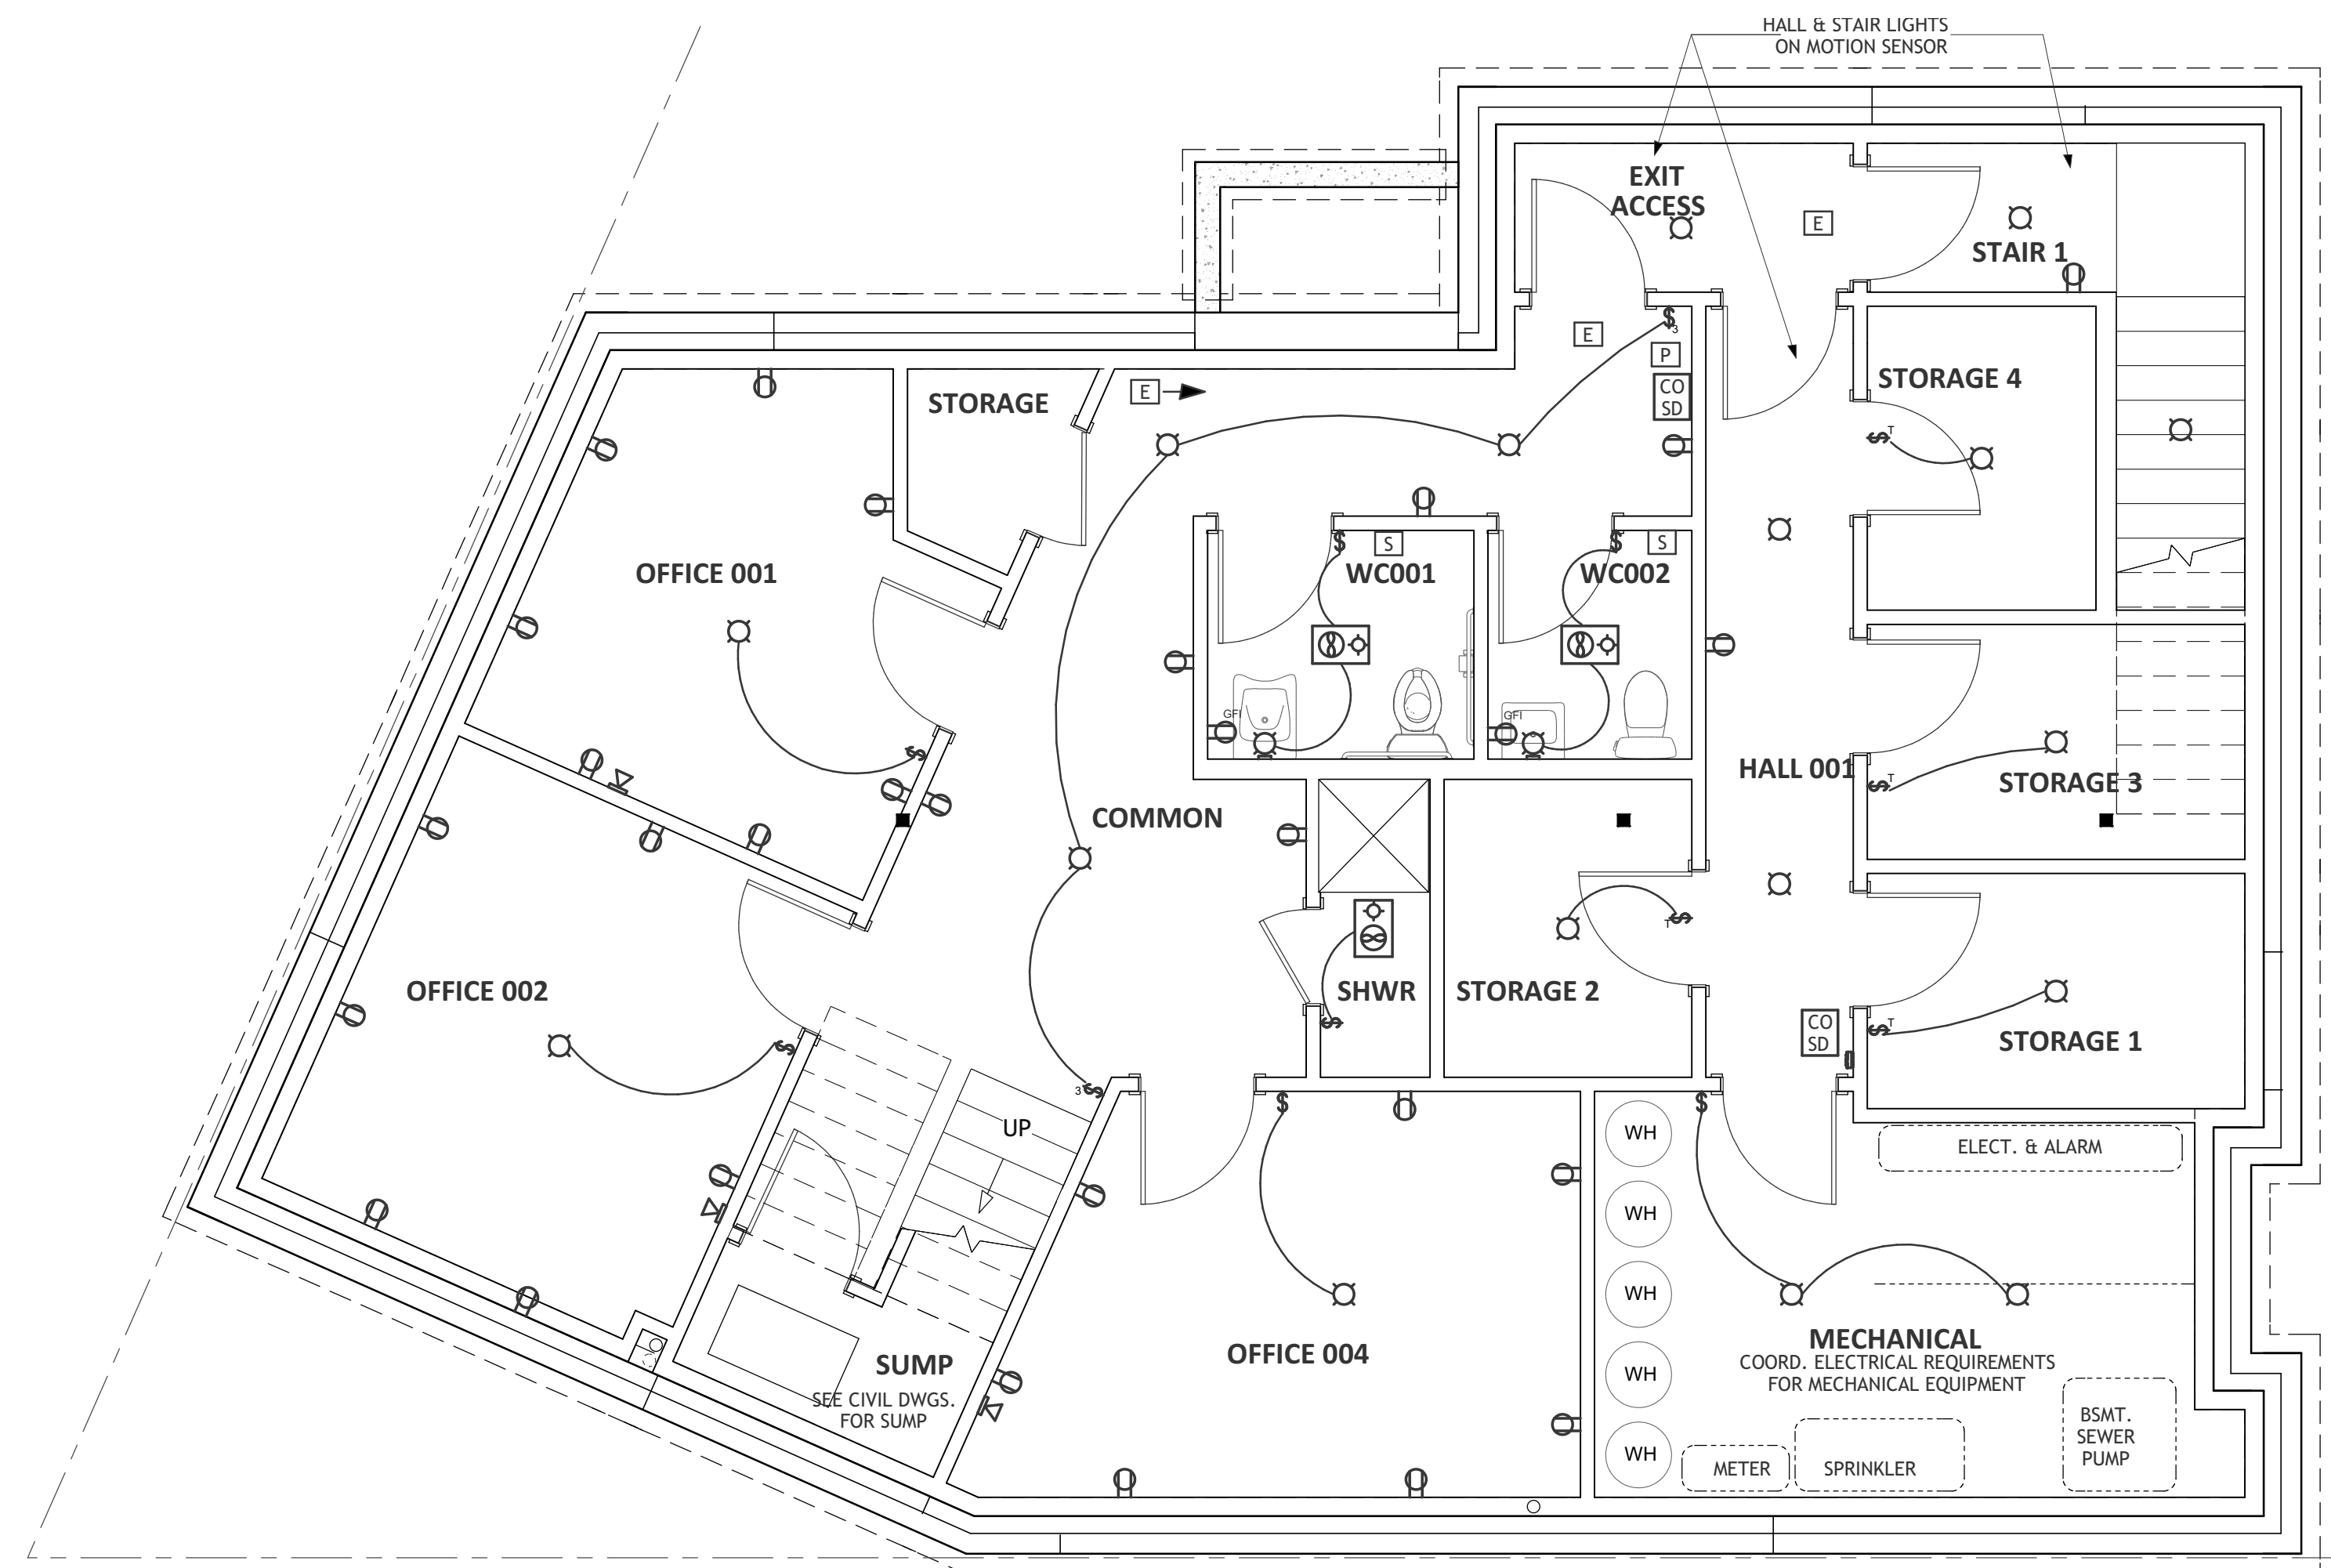 HALL & STAIR LIGHTS
ON MOTION SENSOR
EXIT
ACCESS
E
STAIR 1
$3
E
P
CO
SD
E
STORAGE
STORAGE 4
$T
OFFICE 001
$
S
WC001
$
S
WC002
GFI
GFI
$
HALL 001
$T
STORAGE 3
COMMON
$T
OFFICE 002
SHWR
STORAGE 2
$
CO
SD
$T
STORAGE 1
$
3$
UP
$
$
WH
ELECT. & ALARM
WH
WH
OFFICE 004
MECHANICAL
COORD. ELECTRICAL REQUIREMENTS
FOR MECHANICAL EQUIPMENT
SUMP
SEE CIVIL DWGS.
FOR SUMP
WH
WH
METER
SPRINKLER
BSMT.
SEWER
PUMP